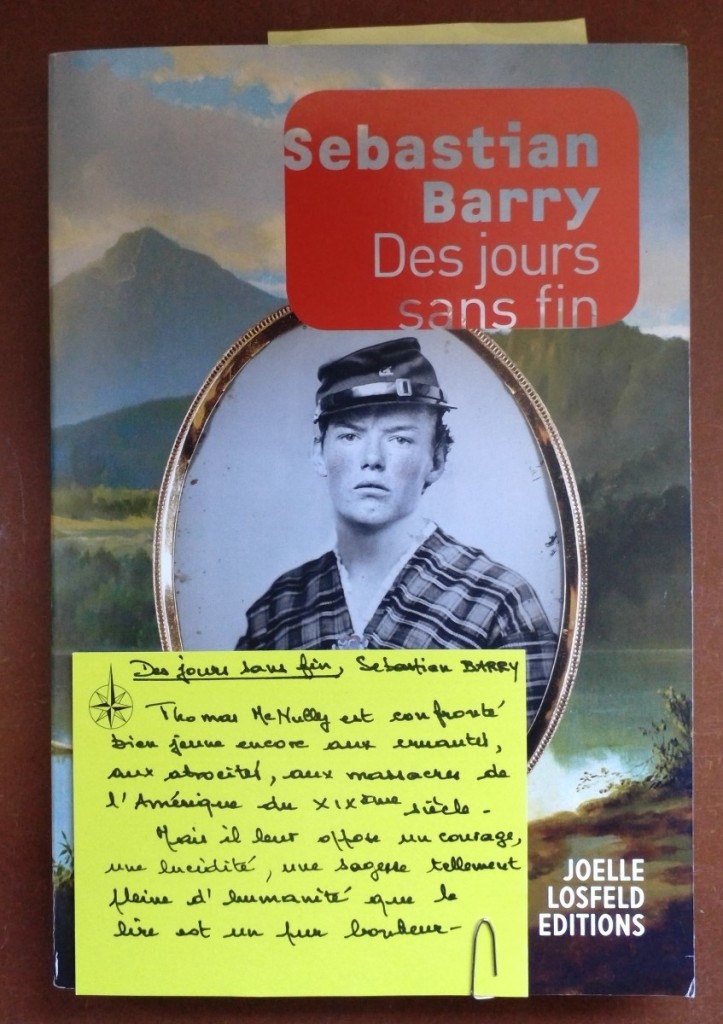 Sebastian
Barry
Des jours
sans fin
Des jours sans fin, Sebastian BARRY
Thomas McNulty est confronté
bien jeune encore aux cruautés,
aux atrocités, aux massacres de
l'Amérique du XIXème siècle.
Mais il leur oppose un courage,
une lucidité, une sagesse tellement
pleine d'humanité que le
lire est un pur bonheur.
JOELLE
LOSFELD
EDITIONS